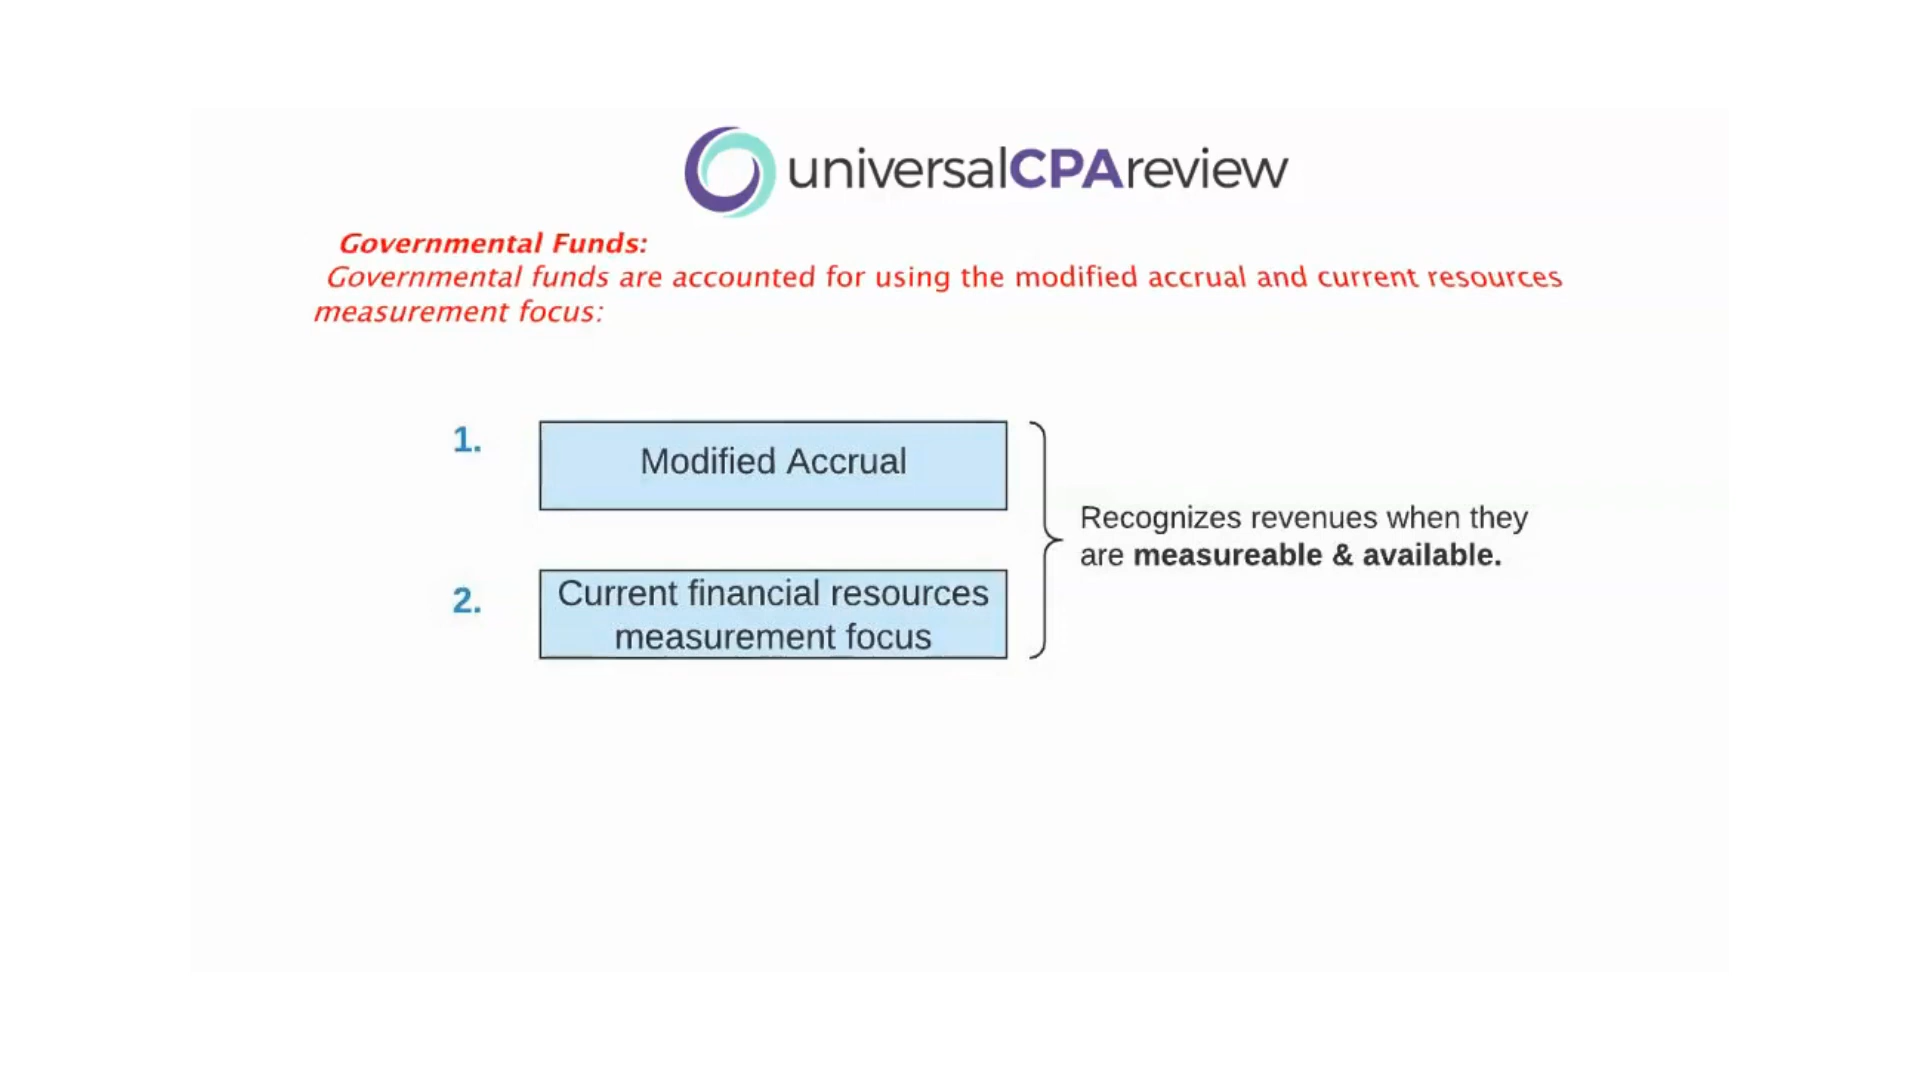 universalCPAreview
Governmental Funds:
Governmental funds are accounted for using the modified accrual and current resources
measurement focus:
1.
Modified Accrual
Recognizes revenues when they
are measureable & available.
2.
Current financial resources
measurement focus